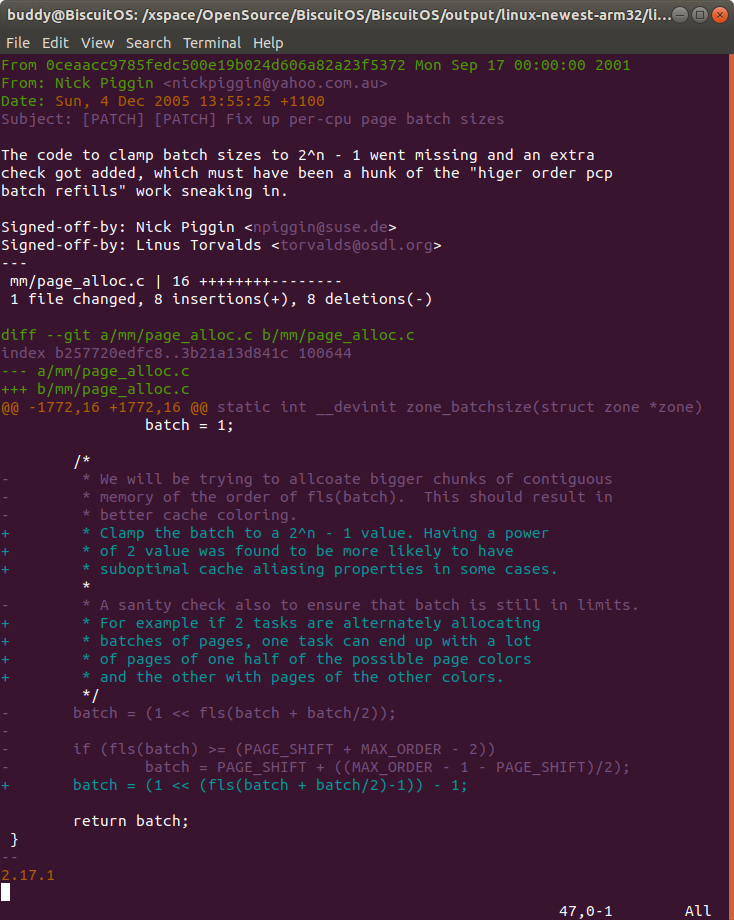 buddy@BiscuitOS: /xspace/OpenSource/BiscuitOS/BiscuitOS/output/linux-newest-arm32/li...
File Edit View Search Terminal Help
From 0ceacc9785fedc500e19b024d606a82a23f5372 Mon Sep 17 00:00:00 2001
From: Nick Piggin <nickpiggin@yahoo.com.au>
Date: Sun, 4 Dec 2005 13:55:25 +1100
Subject: [PATCH] [PATCH] Fix up per-cpu page batch sizes

The code to clamp batch sizes to 2^n - 1 went missing and an extra
check got added, which must have been a hunk of the "higer order pcp
batch refills" work sneaking in.

Signed-off-by: Nick Piggin <npiggin@suse.de>
Signed-off-by: Linus Torvalds <torvalds@osdl.org>
---
 mm/page_alloc.c | 16 ++++++++--------
 1 file changed, 8 insertions(+), 8 deletions(-)

diff --git a/mm/page_alloc.c b/mm/page_alloc.c
index b257720edfc8..3b21a13d841c 100644
--- a/mm/page_alloc.c
+++ b/mm/page_alloc.c
@@ -1772,16 +1772,16 @@ static int __devinit zone_batchsize(struct zone *zone)
                batch = 1;

        /*
-        * We will be trying to allcoate bigger chunks of contiguous
-        * memory of the order of fls(batch).  This should result in
-        * better cache coloring.
+        * Clamp the batch to a 2^n - 1 value. Having a power
+        * of 2 value was found to be more likely to have
+        * suboptimal cache aliasing properties in some cases.
         *
-        * A sanity check also to ensure that batch is still in limits.
+        * For example if 2 tasks are alternately allocating
+        * batches of pages, one task can end up with a lot
+        * of pages of one half of the possible page colors
+        * and the other with pages of the other colors.
         */
-       batch = (1 << fls(batch + batch/2));
-
-       if (fls(batch) >= (PAGE_SHIFT + MAX_ORDER - 2))
-               batch = PAGE_SHIFT + ((MAX_ORDER - 1 - PAGE_SHIFT)/2);
+       batch = (1 << (fls(batch + batch/2)-1)) - 1;

        return batch;
 }
--
2.17.1
47,0-1 All